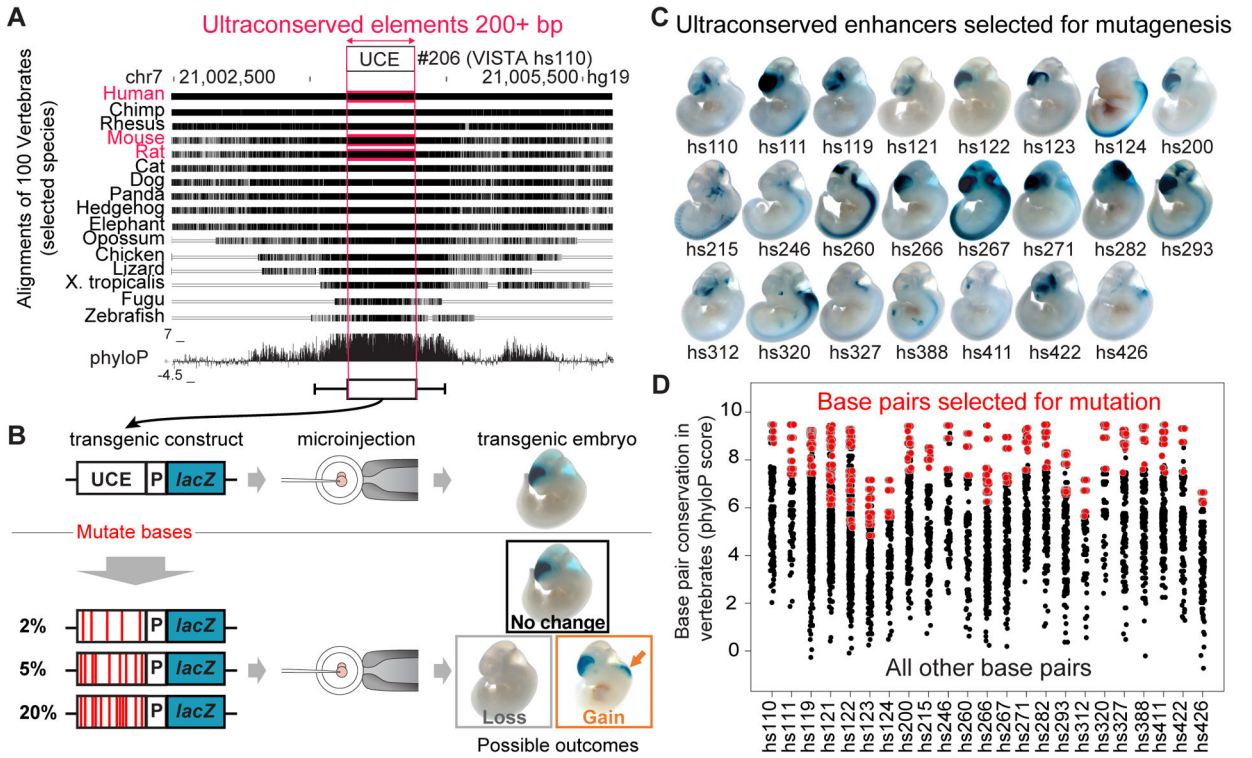 A
Ultraconserved elements 200+ bp
UCE
#206 (VISTA hs110)
chr7
21,002,500
21,005,500
hg19
Alignments of 100 Vertebrates
(selected species)
Human
Chimp
Rhesus
Mouse
Rat
Cat
Dog
Panda
Hedgehog
Elephant
Opossum
Chicken
Lizard
X. tropicalis
Fugu
Zebrafish
7 _
phyloP
-4.5 _
B
transgenic construct
microinjection
transgenic embryo
UCE P lacZ
Mutate bases
2% P lacZ
5% P lacZ
20% P lacZ
No change
Loss
Gain
Possible outcomes
C
Ultraconserved enhancers selected for mutagenesis
hs110 hs111 hs119 hs121 hs122 hs123 hs124 hs200
hs215 hs246 hs260 hs266 hs267 hs271 hs282 hs293
hs312 hs320 hs327 hs388 hs411 hs422 hs426
D
Base pairs selected for mutation
Base pair conservation in
vertebrates (phyloP score)
10
8
6
4
2
0
All other base pairs
hs110 hs111 hs119 hs121 hs122 hs123 hs124 hs200 hs215 hs246 hs260 hs266 hs267 hs271 hs282 hs293 hs312 hs320 hs327 hs388 hs411 hs422 hs426